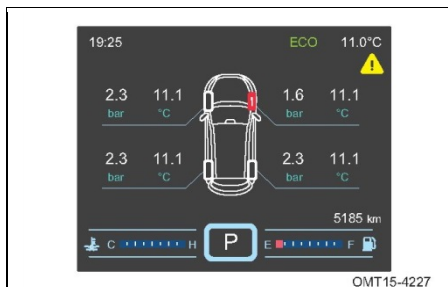 19:25 ECO 11.0°C
2.3 11.1 1.6 11.1
bar °C bar °C
2.3 11.1 2.3 11.1
bar °C bar °C
5185 km
C H P E F
OMT15-4227